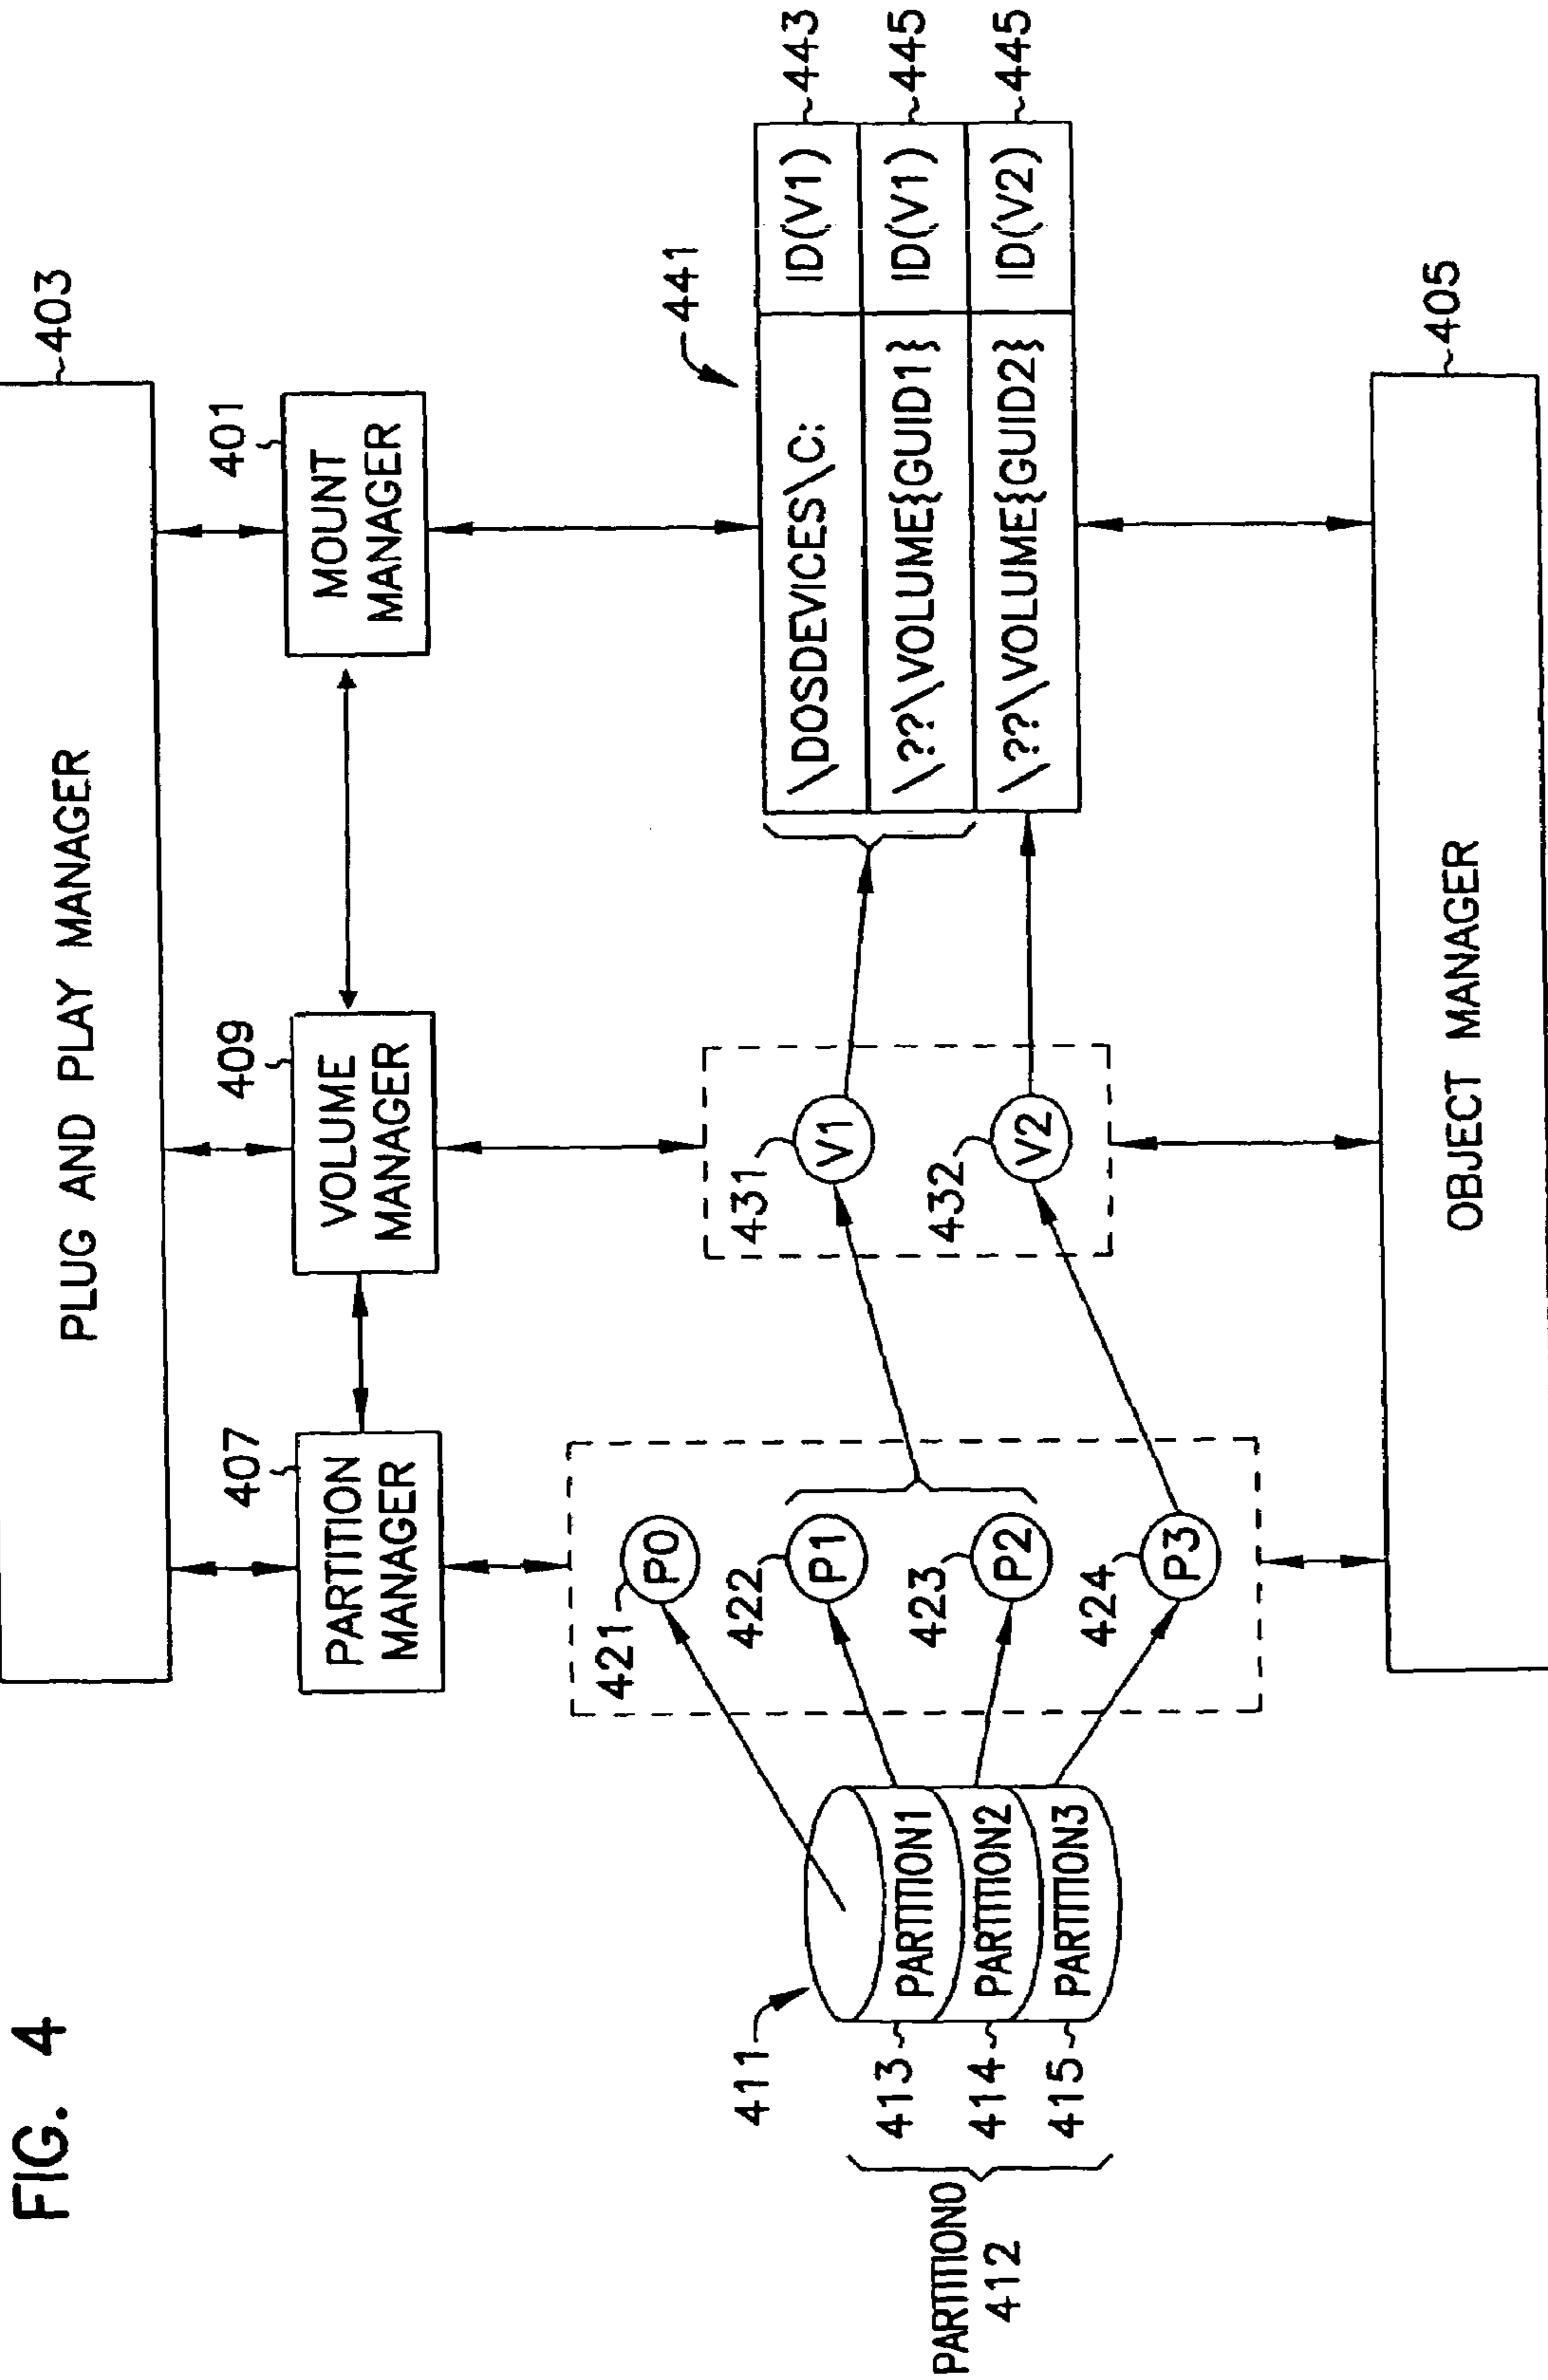 FIG. 4
PLUG AND PLAY MANAGER
403
407
PARTITION
MANAGER
409
VOLUME
MANAGER
401
MOUNT
MANAGER
411
413
414
415
PARTITION0
412
PARTITION1
PARTITION2
PARTITION3
421
P0
422
P1
423
P2
424
P3
431
V1
432
V2
441
\DOSDEVICES\C:
ID(V1)
443
\??\VOLUME{GUID1}
ID(V1)
445
\??\VOLUME{GUID2}
ID(V2)
445
OBJECT MANAGER
405